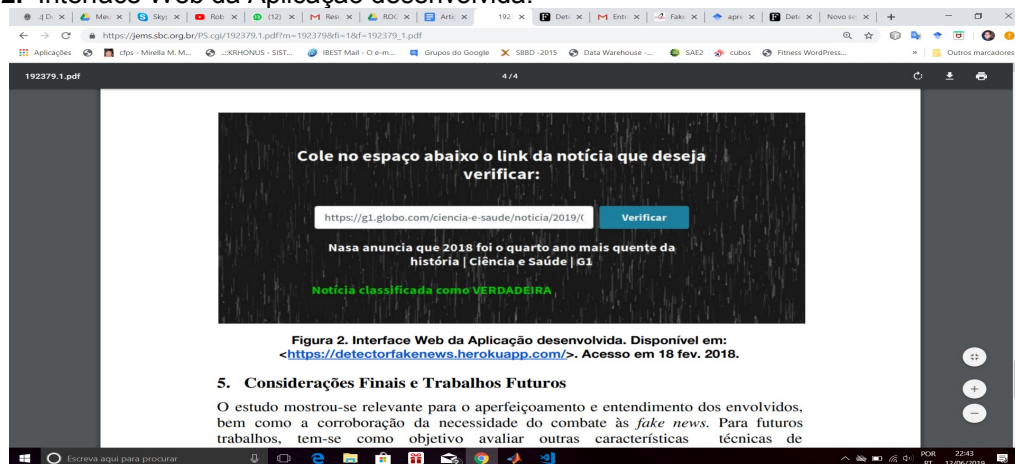 2. Interface Web da Aplicação desenvolvida.
https://jems.sbc.org.br/PS.cgi/192379.1.pdf?m=192379&fi=1&f=192379_1.pdf
Aplicações cfps - Mirella M. M... ..::KRHONUS - SIST... IBEST Mail - O e-m... Grupos do Google SBBD -2015 Data Warehouse -... SAE2 cubos Fitness WordPress... » Outros marcadores
192379.1.pdf 4/4
Cole no espaço abaixo o link da notícia que deseja
verificar:
https://g1.globo.com/ciencia-e-saude/noticia/2019/( Verificar
Nasa anuncia que 2018 foi o quarto ano mais quente da
história | Ciência e Saúde | G1
Notícia classificada como VERDADEIRA
Figura 2. Interface Web da Aplicação desenvolvida. Disponível em:
<https://detectorfakenews.herokuapp.com/>. Acesso em 18 fev. 2018.
5. Considerações Finais e Trabalhos Futuros
O estudo mostrou-se relevante para o aperfeiçoamento e entendimento dos envolvidos,
bem como a corroboração da necessidade do combate às fake news. Para futuros
trabalhos, tem-se como objetivo avaliar outras características técnicas de
Escreva aqui para procurar POR 22:43
PT 12/06/2019